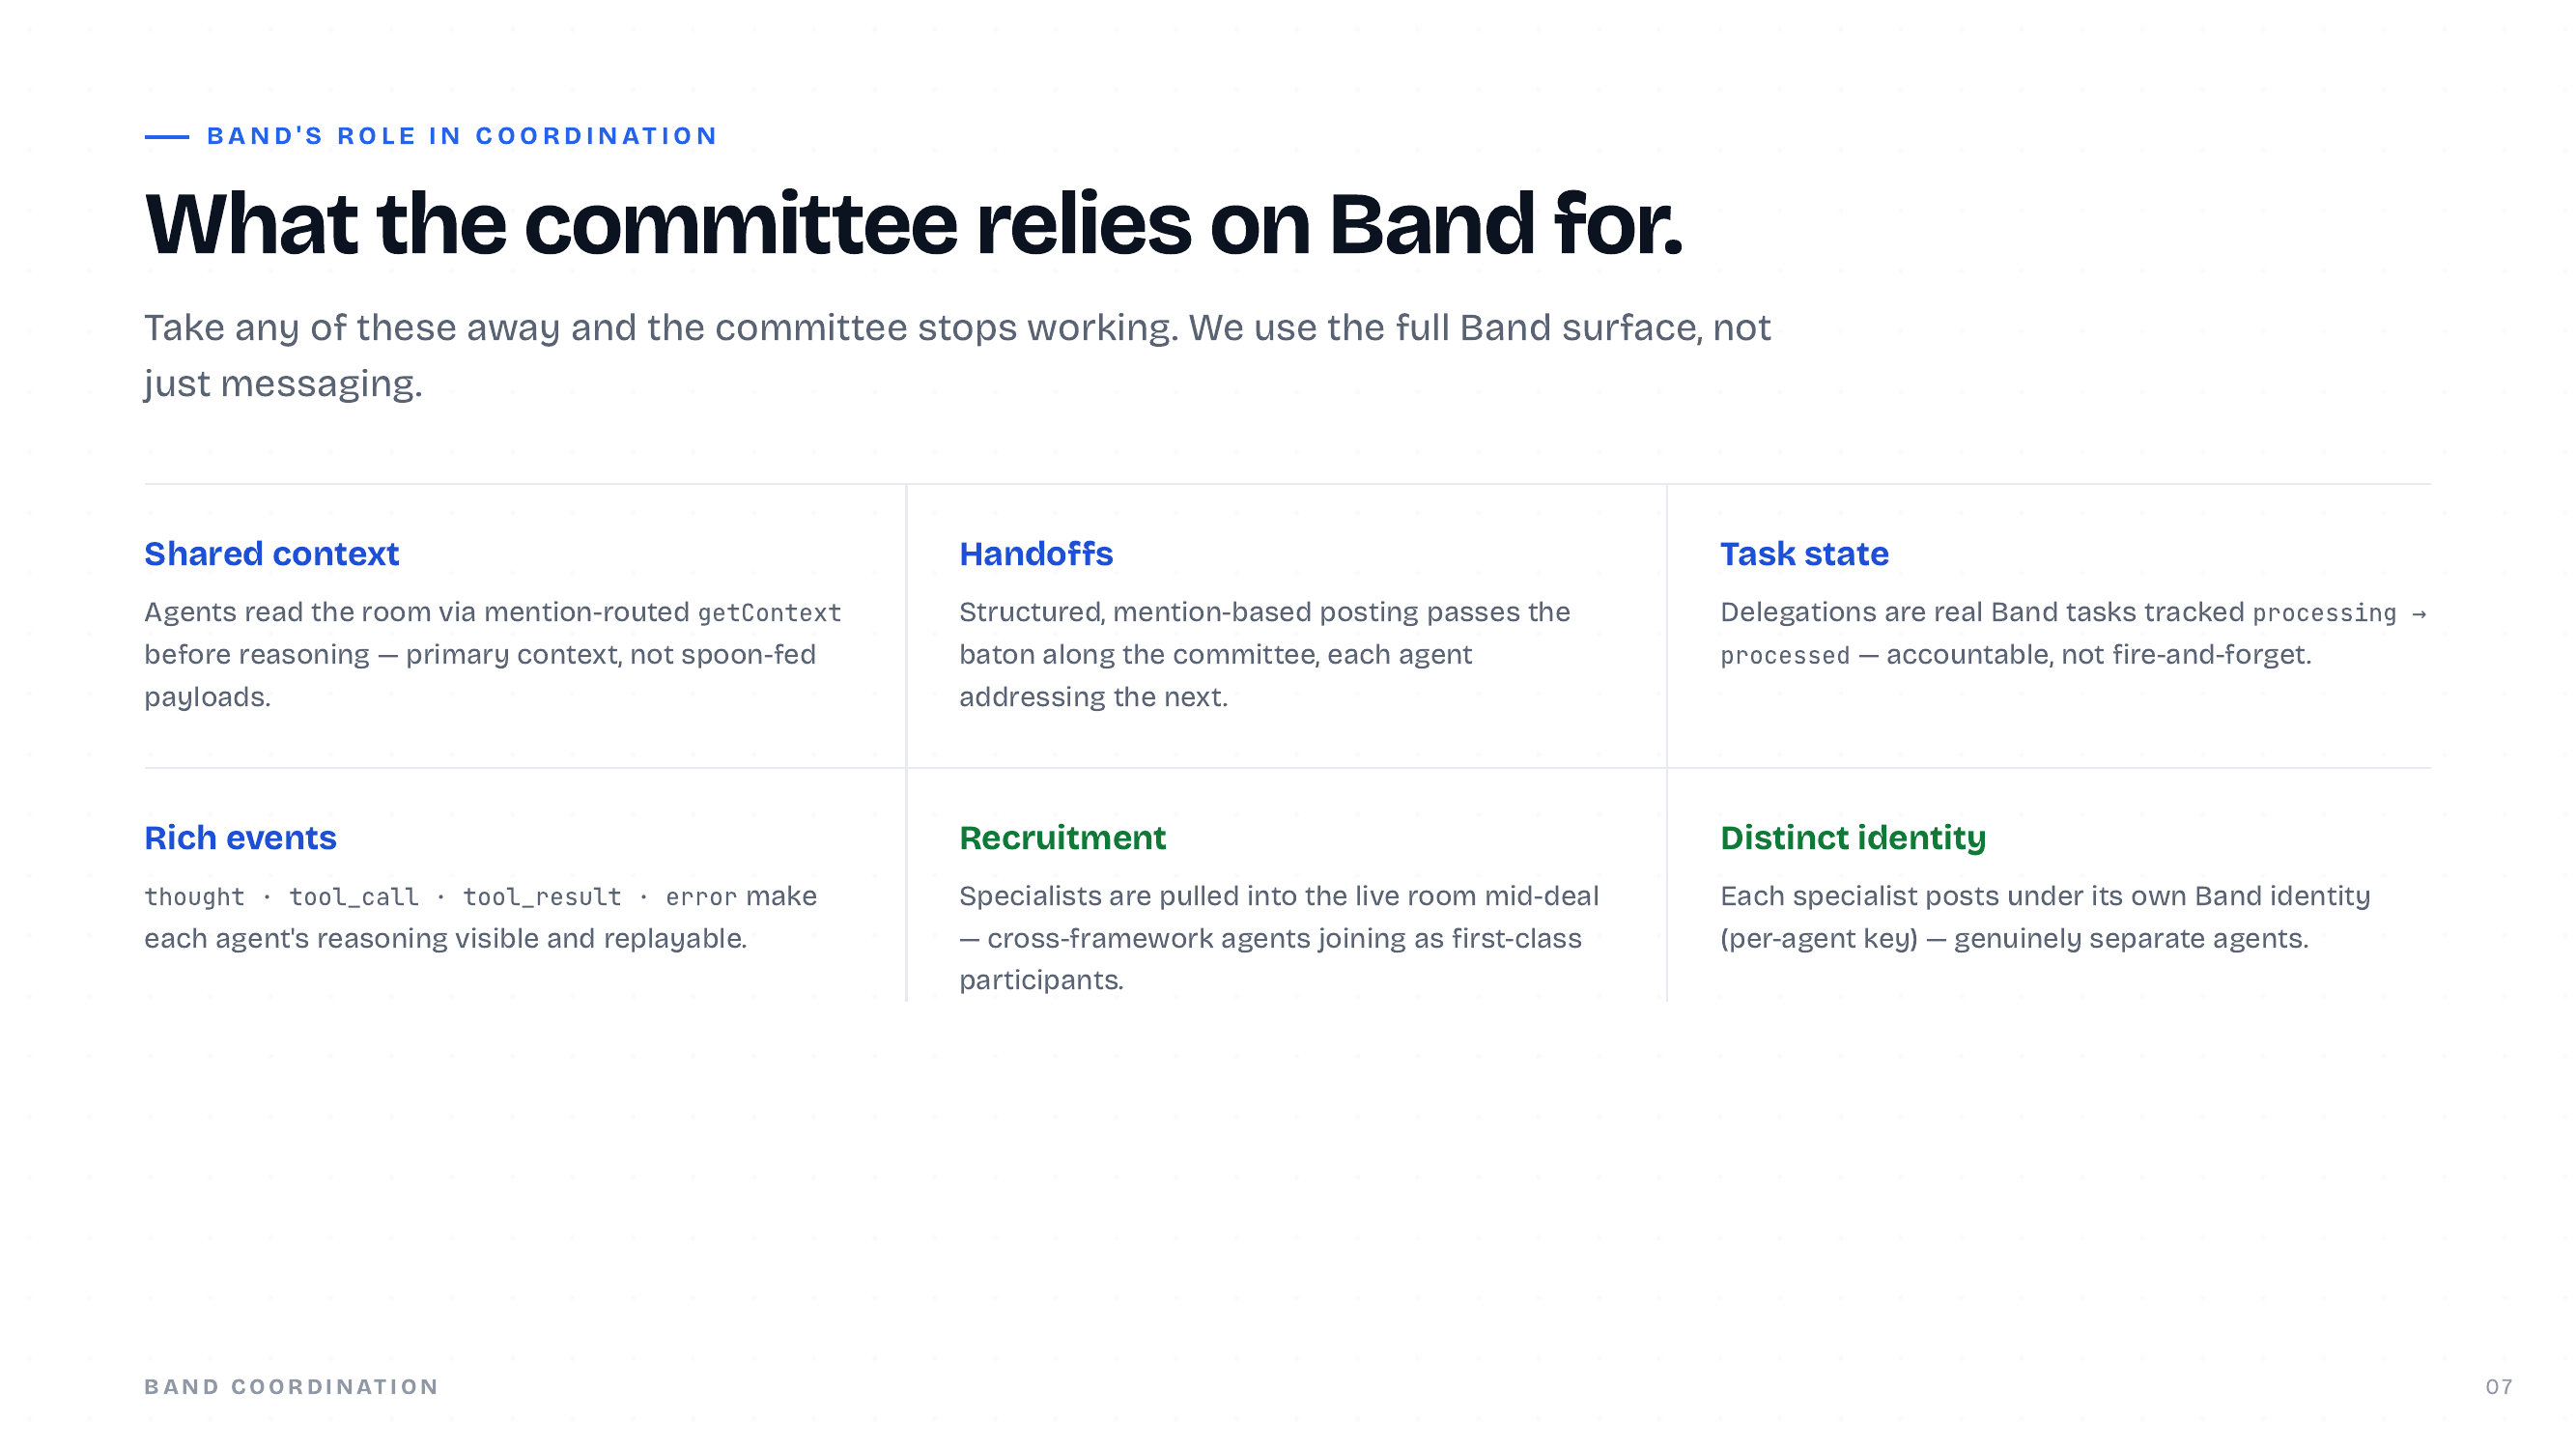 BAND'S ROLE IN COORDINATION
What the committee relies on Band for.
Take any of these away and the committee stops working. We use the full Band surface, not
just messaging.
Shared context
Agents read the room via mention-routed getContext
before reasoning — primary context, not spoon-fed
payloads.
Handoffs
Structured, mention-based posting passes the
baton along the committee, each agent
addressing the next.
Task state
Delegations are real Band tasks tracked processing →
processed — accountable, not fire-and-forget.
Rich events
thought · tool_call · tool_result · error make
each agent's reasoning visible and replayable.
Recruitment
Specialists are pulled into the live room mid-deal
— cross-framework agents joining as first-class
participants.
Distinct identity
Each specialist posts under its own Band identity
(per-agent key) — genuinely separate agents.
BAND COORDINATION
07